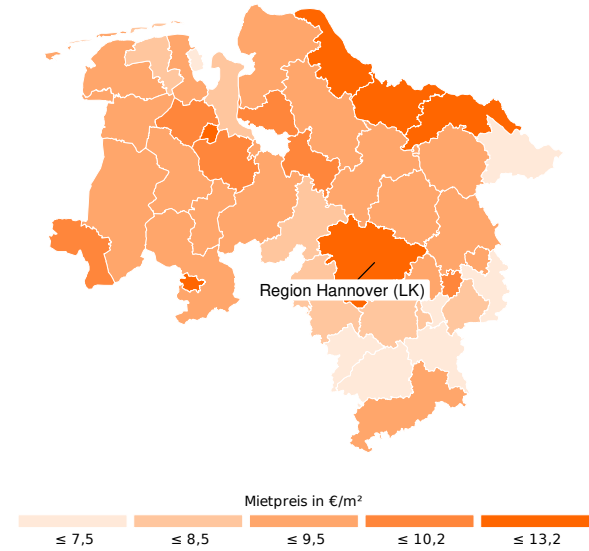 Region Hannover (LK)
Mietpreis in €/m²
≤ 7,5 ≤ 8,5 ≤ 9,5 ≤ 10,2 ≤ 13,2